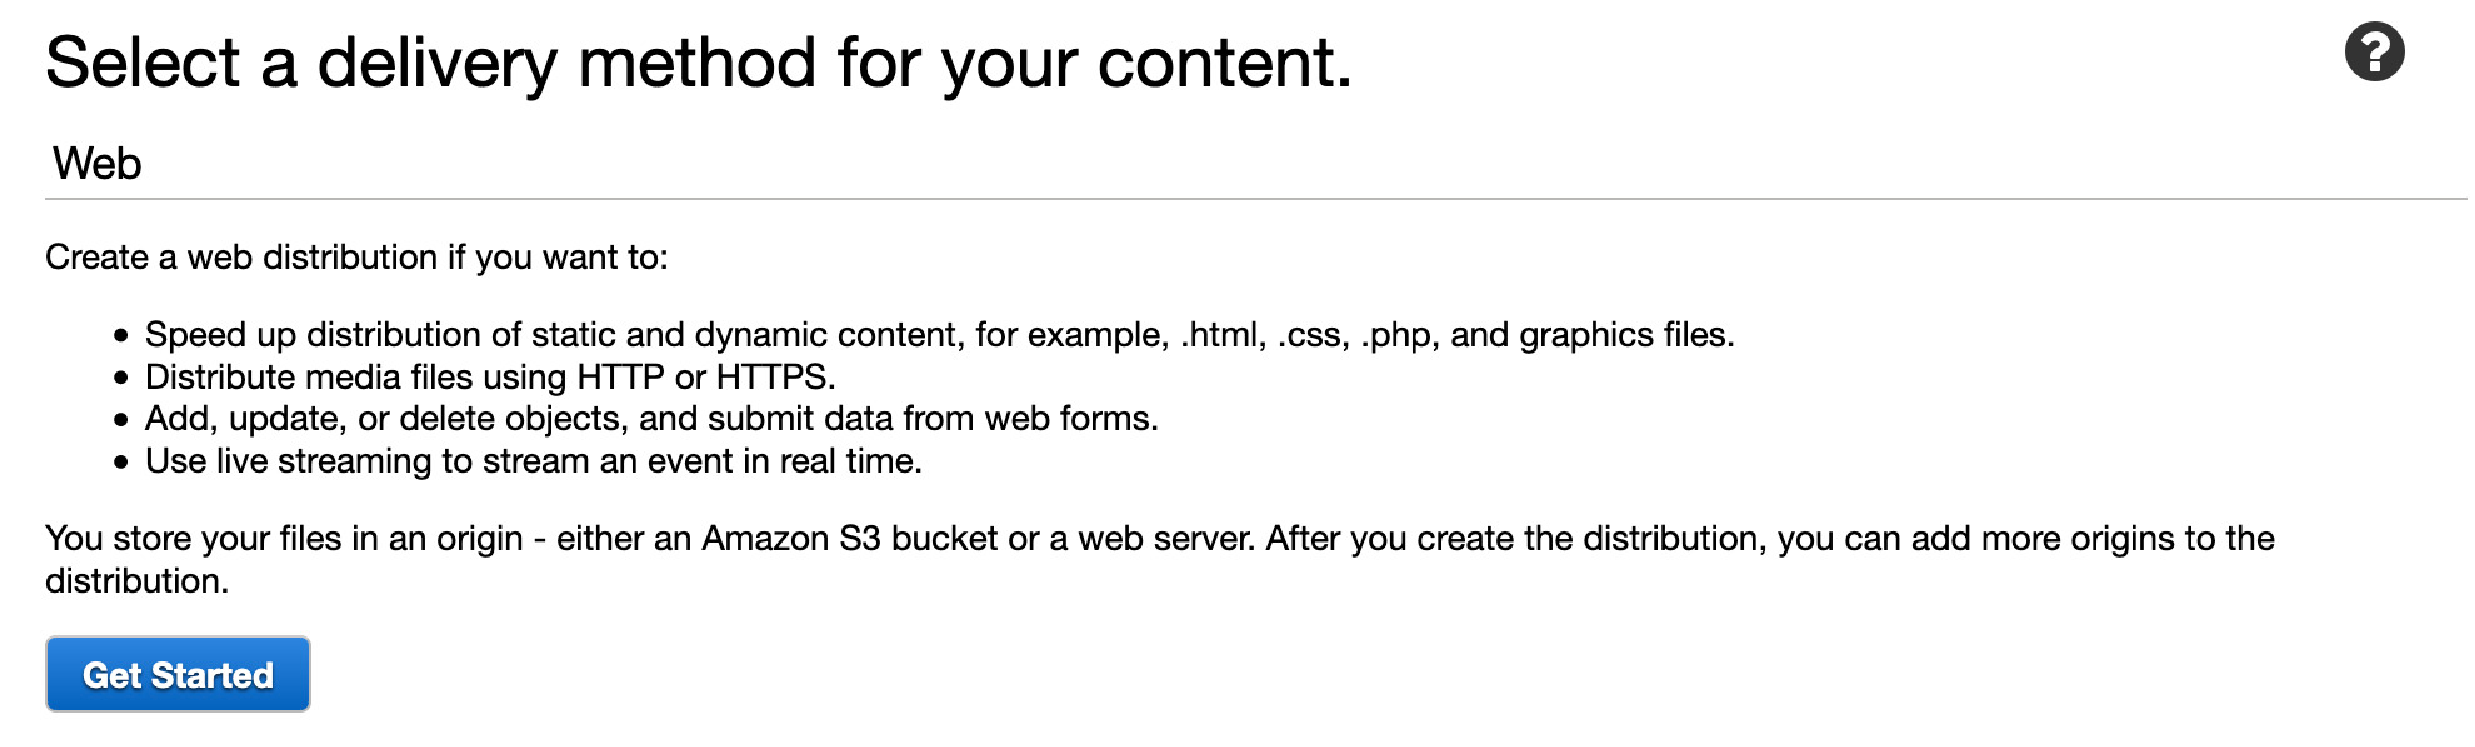 Select a delivery method for your content.
?
Web
Create a web distribution if you want to:
• Speed up distribution of static and dynamic content, for example, .html, .css, .php, and graphics files.
• Distribute media files using HTTP or HTTPS.
• Add, update, or delete objects, and submit data from web forms.
• Use live streaming to stream an event in real time.
You store your files in an origin - either an Amazon S3 bucket or a web server. After you create the distribution, you can add more origins to the
distribution.
Get Started